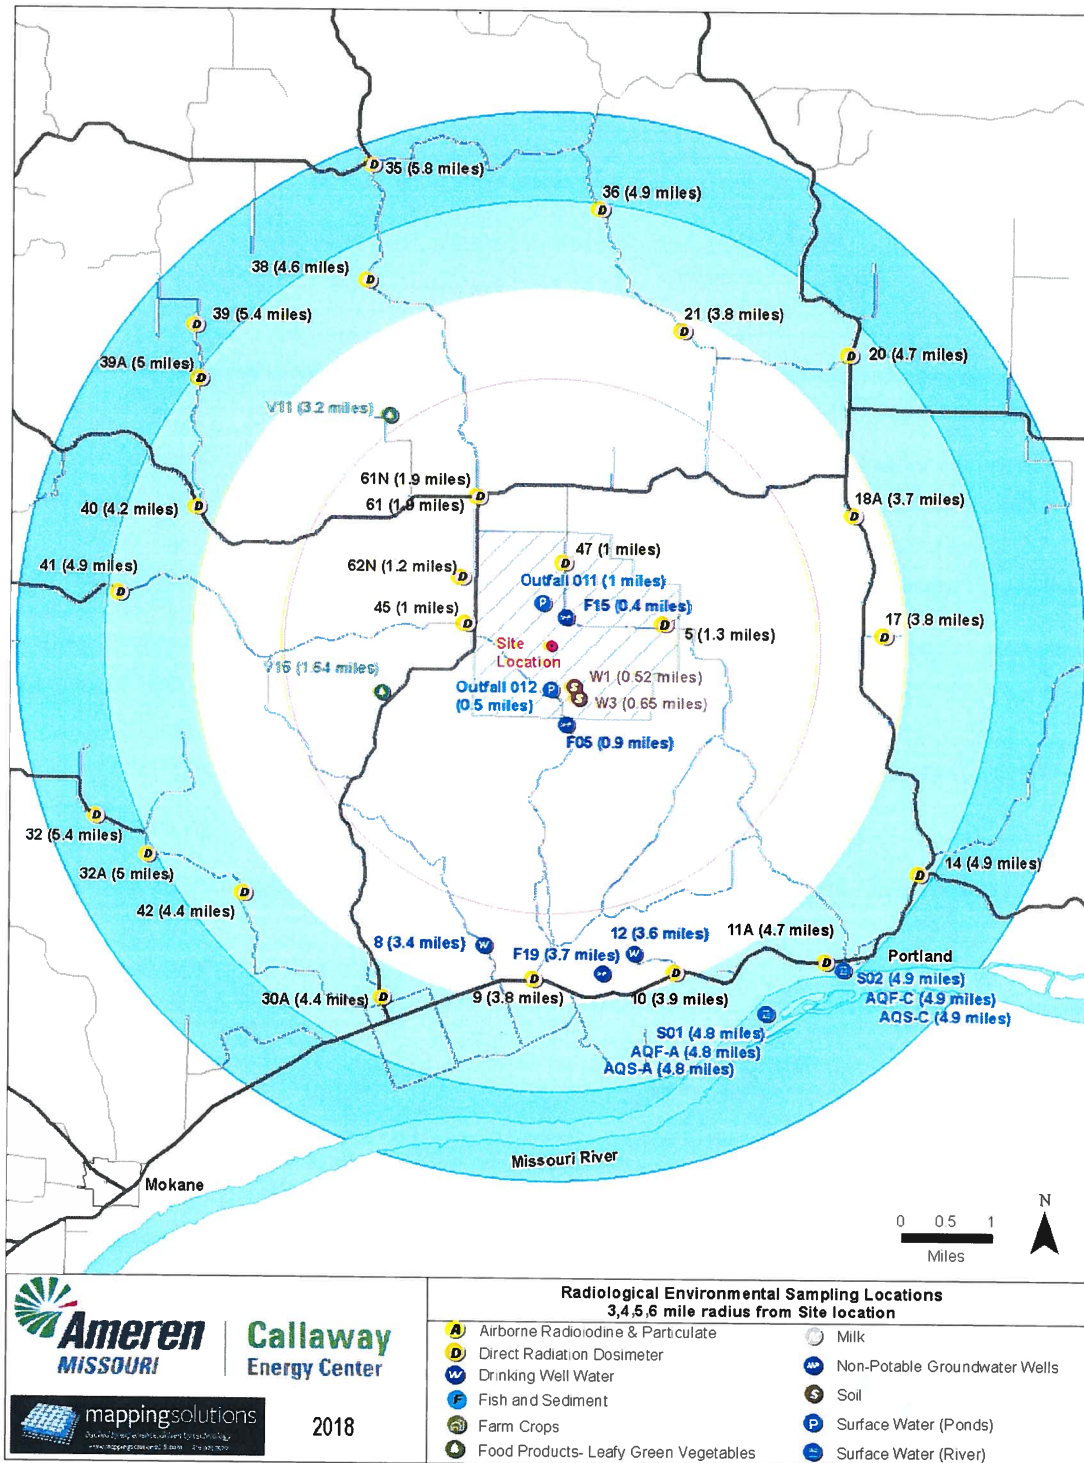 35 (5.8 miles)
36 (4.9 miles)
38 (4.6 miles)
39 (5.4 miles)
21 (3.8 miles)
20 (4.7 miles)
39A (5 miles)
V11 (3.2 miles)
61N (1.9 miles)
61 (1.9 miles)
40 (4.2 miles)
18A (3.7 miles)
47 (1 miles)
41 (4.9 miles)
62N (1.2 miles)
Outfall 011 (1 miles)
45 (1 miles)
F15 (0.4 miles)
17 (3.8 miles)
5 (1.3 miles)
Site
Location
V16 (1.54 miles)
W1 (0.52 miles)
Outfall 012
(0.5 miles)
W3 (0.65 miles)
F05 (0.9 miles)
32 (5.4 miles)
32A (5 miles)
14 (4.9 miles)
42 (4.4 miles)
8 (3.4 miles)
F19 (3.7 miles)
12 (3.6 miles)
11A (4.7 miles)
Portland
30A (4.4 miles)
9 (3.8 miles)
10 (3.9 miles)
S02 (4.9 miles)
AQF-C (4.9 miles)
AQS-C (4.9 miles)
S01 (4.8 miles)
AQF-A (4.8 miles)
AQS-A (4.8 miles)
Missouri River
Mokane
N
0 0.5 1
Miles
Ameren
MISSOURI
Callaway
Energy Center
mappingsolutions
2018
Radiological Environmental Sampling Locations
3,4,5,6 mile radius from Site location
A Airborne Radioiodine & Particulate
D Direct Radiation Dosimeter
W Drinking Well Water
F Fish and Sediment
Farm Crops
Food Products- Leafy Green Vegetables
Milk
Non-Potable Groundwater Wells
S Soil
P Surface Water (Ponds)
Surface Water (River)